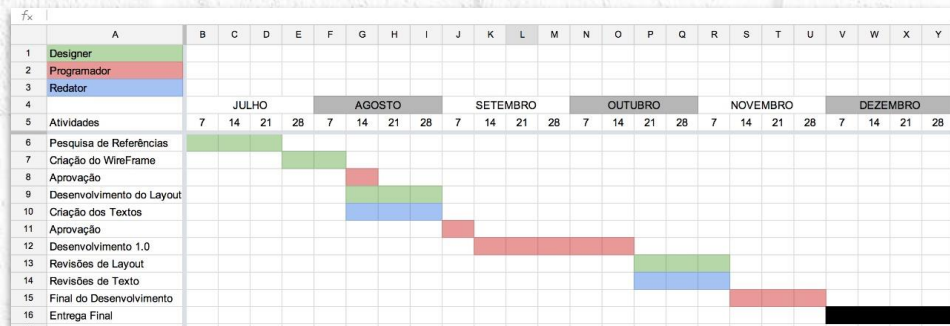 fx
A B C D E F G H I J K L M N O P Q R S T U V W X Y
1 Designer
2 Programador
3 Redator
4 JULHO AGOSTO SETEMBRO OUTUBRO NOVEMBRO DEZEMBRO
5 Atividades 7 14 21 28 7 14 21 28 7 14 21 28 7 14 21 28 7 14 21 28 7 14 21 28
6 Pesquisa de Referências
7 Criação do WireFrame
8 Aprovação
9 Desenvolvimento do Layout
10 Criação dos Textos
11 Aprovação
12 Desenvolvimento 1.0
13 Revisões de Layout
14 Revisões de Texto
15 Final do Desenvolvimento
16 Entrega Final